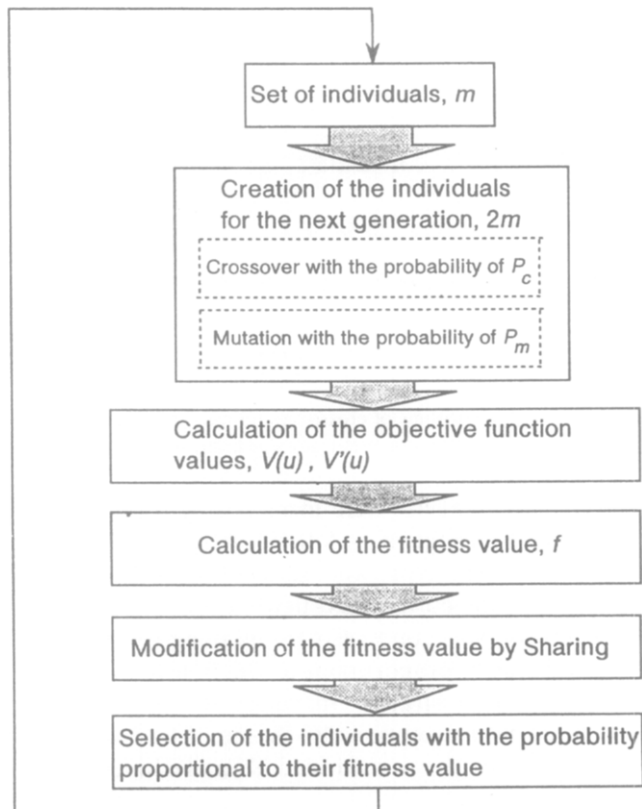 Set of individuals, m
Creation of the individuals
for the next generation, 2m
Crossover with the probability of Pc
Mutation with the probability of Pm
Calculation of the objective function
values, V(u) , V'(u)
Calculation of the fitness value, f
Modification of the fitness value by Sharing
Selection of the individuals with the probability
proportional to their fitness value